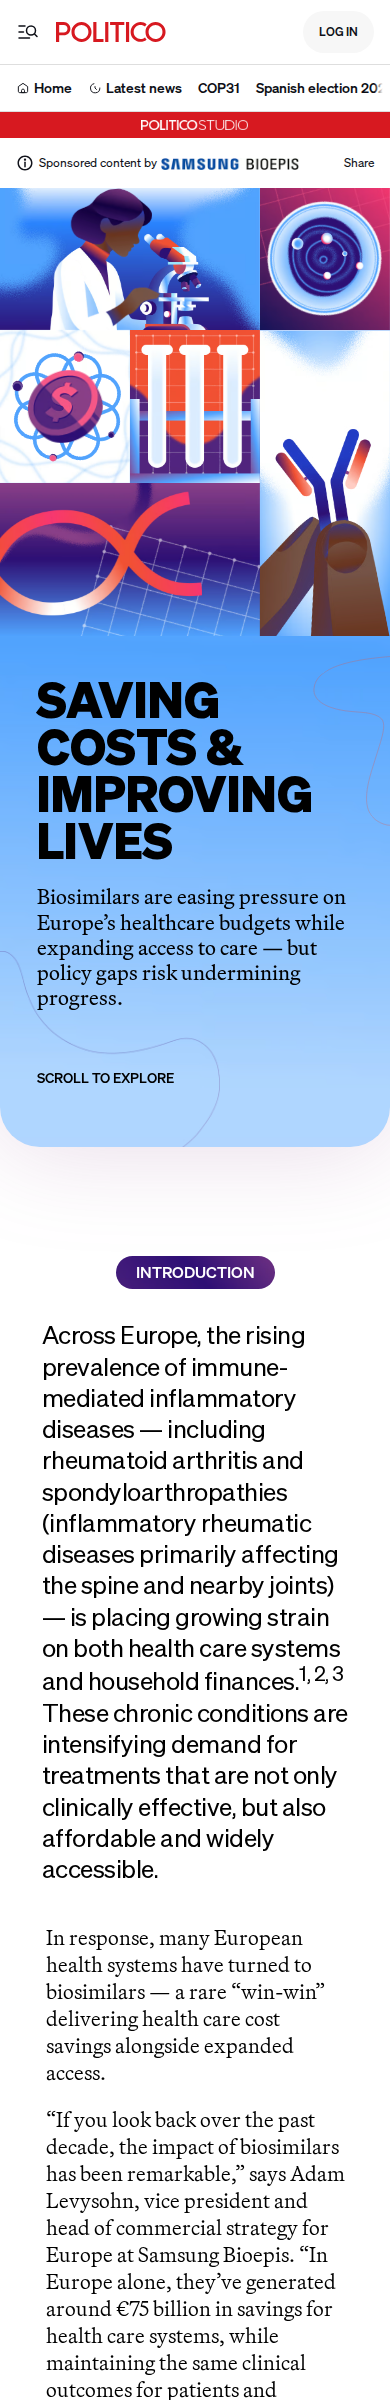 POLITICO
LOG IN
Home Latest news COP31 Spanish election 202
POLITICO STUDIO
Sponsored content by SAMSUNG BIOEPIS Share
$
SAVING
COSTS &
IMPROVING
LIVES
Biosimilars are easing pressure on
Europe’s healthcare budgets while
expanding access to care — but
policy gaps risk undermining
progress.
SCROLL TO EXPLORE
INTRODUCTION
Across Europe, the rising
prevalence of immune-
mediated inflammatory
diseases — including
rheumatoid arthritis and
spondyloarthropathies
(inflammatory rheumatic
diseases primarily affecting
the spine and nearby joints)
— is placing growing strain
on both health care systems
and household finances.1, 2, 3
These chronic conditions are
intensifying demand for
treatments that are not only
clinically effective, but also
affordable and widely
accessible.
In response, many European
health systems have turned to
biosimilars — a rare “win-win”
delivering health care cost
savings alongside expanded
access.
“If you look back over the past
decade, the impact of biosimilars
has been remarkable,” says Adam
Levysohn, vice president and
head of commercial strategy for
Europe at Samsung Bioepis. “In
Europe alone, they’ve generated
around €75 billion in savings for
health care systems, while
maintaining the same clinical
outcomes for patients and